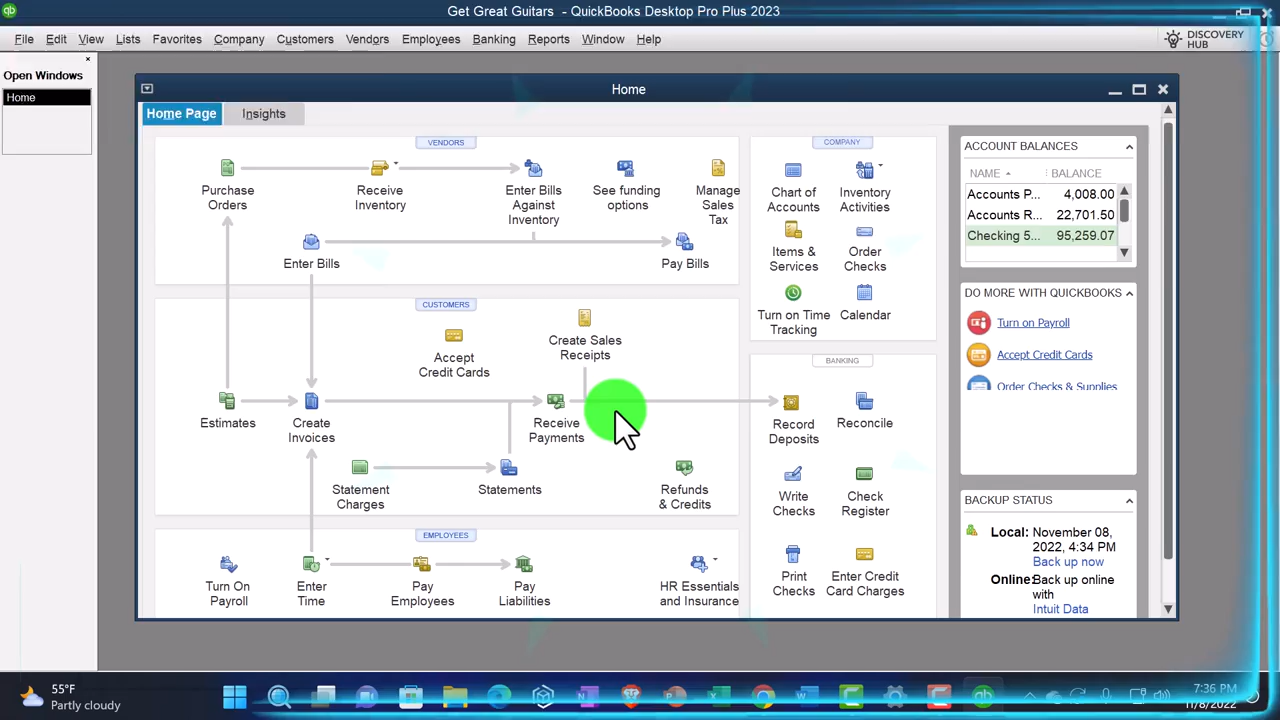 Get Great Guitars - QuickBooks Desktop Pro Plus 2023
File Edit View Lists Favorites Company Customers Vendors Employees Banking Reports Window Help
DISCOVERY
HUB
Open Windows
Home
Home
Home Page
Insights
VENDORS
Purchase
Orders
Receive
Inventory
Enter Bills
Against
Inventory
See funding
options
Manage
Sales
Tax
Enter Bills
Pay Bills
CUSTOMERS
Accept
Credit Cards
Create Sales
Receipts
Estimates
Create
Invoices
Receive
Payments
Statement
Charges
Statements
Refunds
& Credits
EMPLOYEES
Turn On
Payroll
Enter
Time
Pay
Employees
Pay
Liabilities
HR Essentials
and Insurance
COMPANY
Chart of
Accounts
Inventory
Activities
Items &
Services
Order
Checks
Turn on Time
Tracking
Calendar
BANKING
Record
Deposits
Reconcile
Write
Checks
Check
Register
Print
Checks
Enter Credit
Card Charges
ACCOUNT BALANCES
NAME BALANCE
Accounts P... 4,008.00
Accounts R... 22,701.50
Checking 5... 95,259.07
DO MORE WITH QUICKBOOKS
Turn on Payroll
Accept Credit Cards
Order Checks & Supplies
BACKUP STATUS
Local: November 08,
2022, 4:34 PM
Back up now
Online: Back up online
with
Intuit Data
55°F
Partly cloudy
7:36 PM
11/8/2022